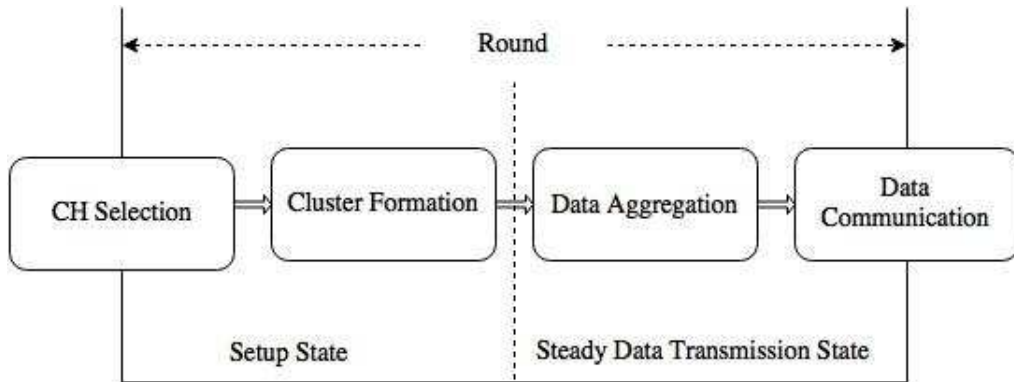 Round
CH Selection
Cluster Formation
Data Aggregation
Data
Communication
Setup State
Steady Data Transmission State